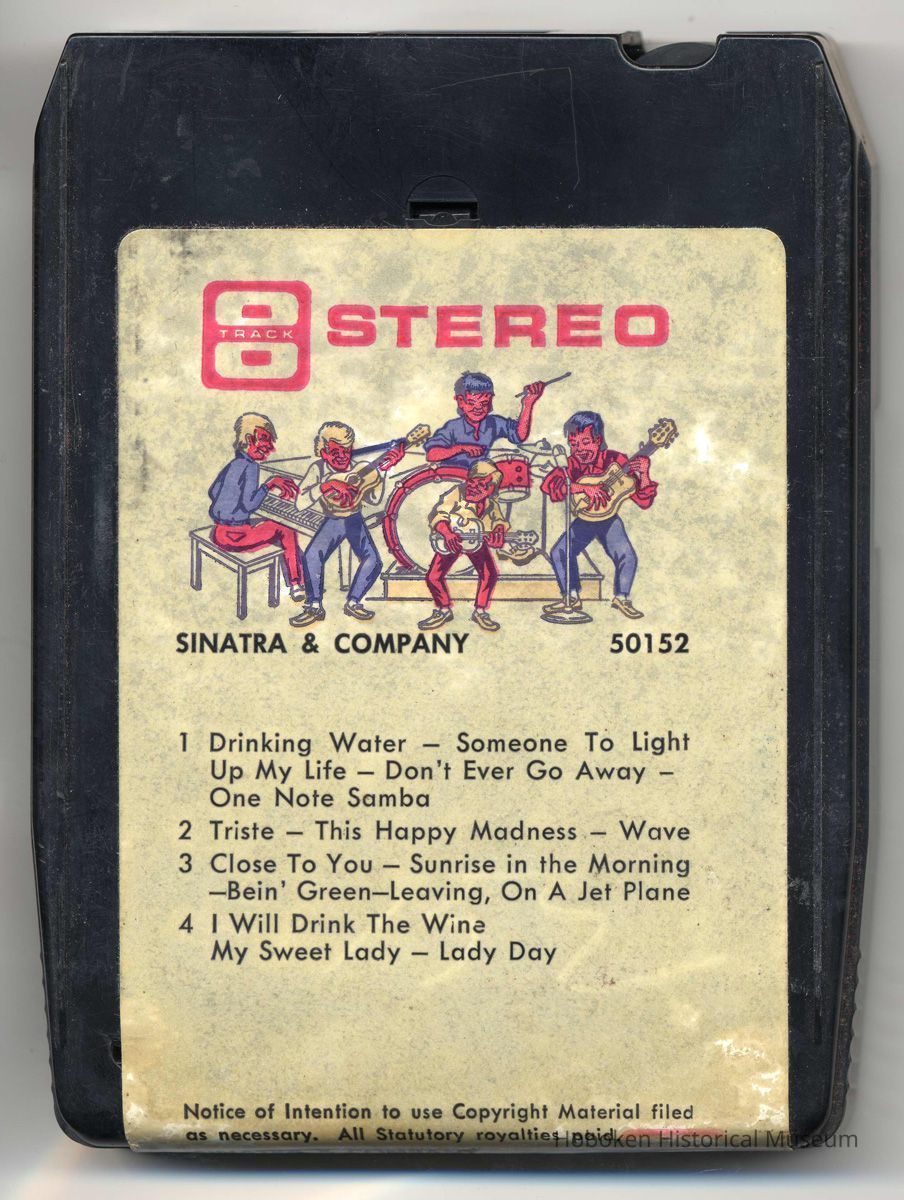 TRACK
STEREO
SINATRA & COMPANY 50152
1 Drinking Water – Someone To Light
Up My Life – Don't Ever Go Away –
One Note Samba
2 Triste – This Happy Madness – Wave
3 Close To You – Sunrise in the Morning
–Bein' Green–Leaving, On A Jet Plane
4 I Will Drink The Wine
My Sweet Lady – Lady Day
Notice of Intention to use Copyright Material filed
as necessary. All Statutory royalties paid.
Hoboken Historical Museum